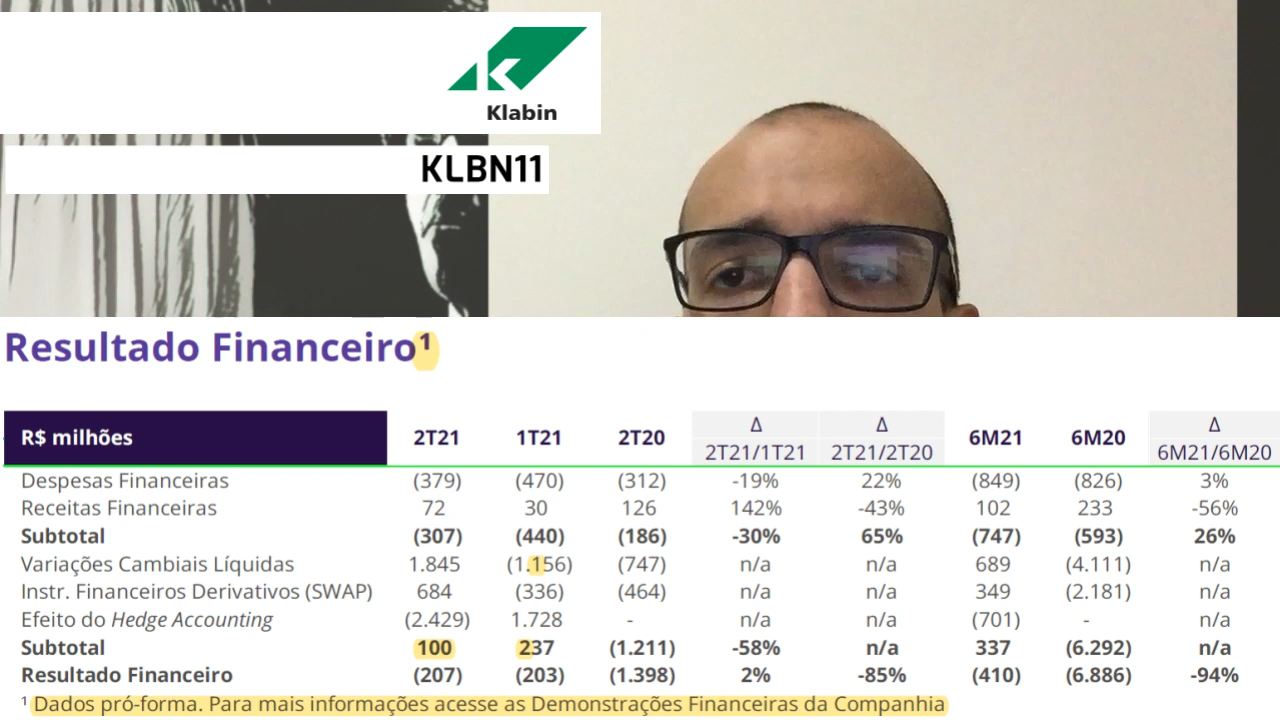 Klabin
KLBN11
Resultado Financeiro¹
R$ milhões 2T21 1T21 2T20 Δ 2T21/1T21 Δ 2T21/2T20 6M21 6M20 Δ 6M21/6M20
Despesas Financeiras (379) (470) (312) -19% 22% (849) (826) 3%
Receitas Financeiras 72 30 126 142% -43% 102 233 -56%
Subtotal (307) (440) (186) -30% 65% (747) (593) 26%
Variações Cambiais Líquidas 1.845 (1.156) (747) n/a n/a 689 (4.111) n/a
Instr. Financeiros Derivativos (SWAP) 684 (336) (464) n/a n/a 349 (2.181) n/a
Efeito do Hedge Accounting (2.429) 1.728 - n/a n/a (701) - n/a
Subtotal 100 237 (1.211) -58% n/a 337 (6.292) n/a
Resultado Financeiro (207) (203) (1.398) 2% -85% (410) (6.886) -94%
¹ Dados pró-forma. Para mais informações acesse as Demonstrações Financeiras da Companhia